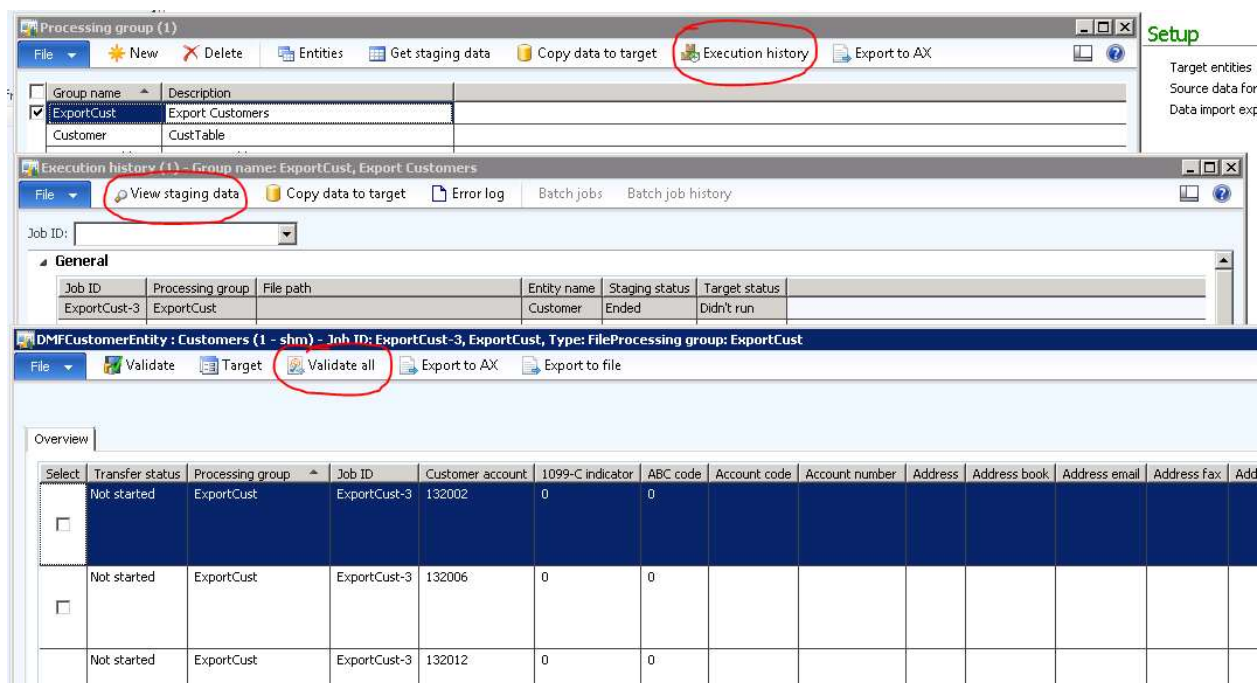 Processing group (1)
Setup
File New Delete Entities Get staging data Copy data to target Execution history Export to AX
Target entities
Source data for
Data import exp
Group name Description
ExportCust Export Customers
Customer CustTable
Execution history (1) - Group name: ExportCust, Export Customers
File View staging data Copy data to target Error log Batch jobs Batch job history
Job ID:
General
Job ID Processing group File path Entity name Staging status Target status
ExportCust-3 ExportCust Customer Ended Didn't run
DMFCustomerEntity : Customers (1 - shm) - Job ID: ExportCust-3, ExportCust, Type: FileProcessing group: ExportCust
File Validate Target Validate all Export to AX Export to file
Overview
Select Transfer status Processing group Job ID Customer account 1099-C indicator ABC code Account code Account number Address Address book Address email Address fax Add
Not started ExportCust ExportCust-3 132002 0 0
Not started ExportCust ExportCust-3 132006 0 0
Not started ExportCust ExportCust-3 132012 0 0